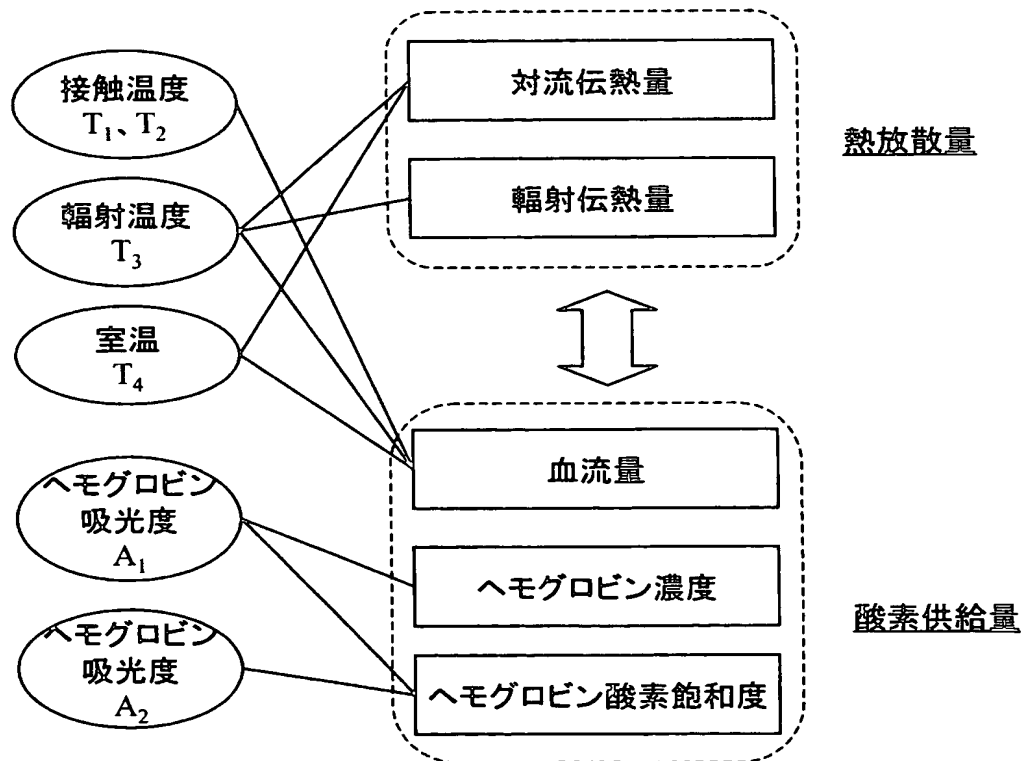 接触温度
T₁、T₂
輻射温度
T₃
室温
T₄
ヘモグロビン
吸光度
A₁
ヘモグロビン
吸光度
A₂
対流伝熱量
輻射伝熱量
熱放散量
血流量
ヘモグロビン濃度
ヘモグロビン酸素飽和度
酸素供給量